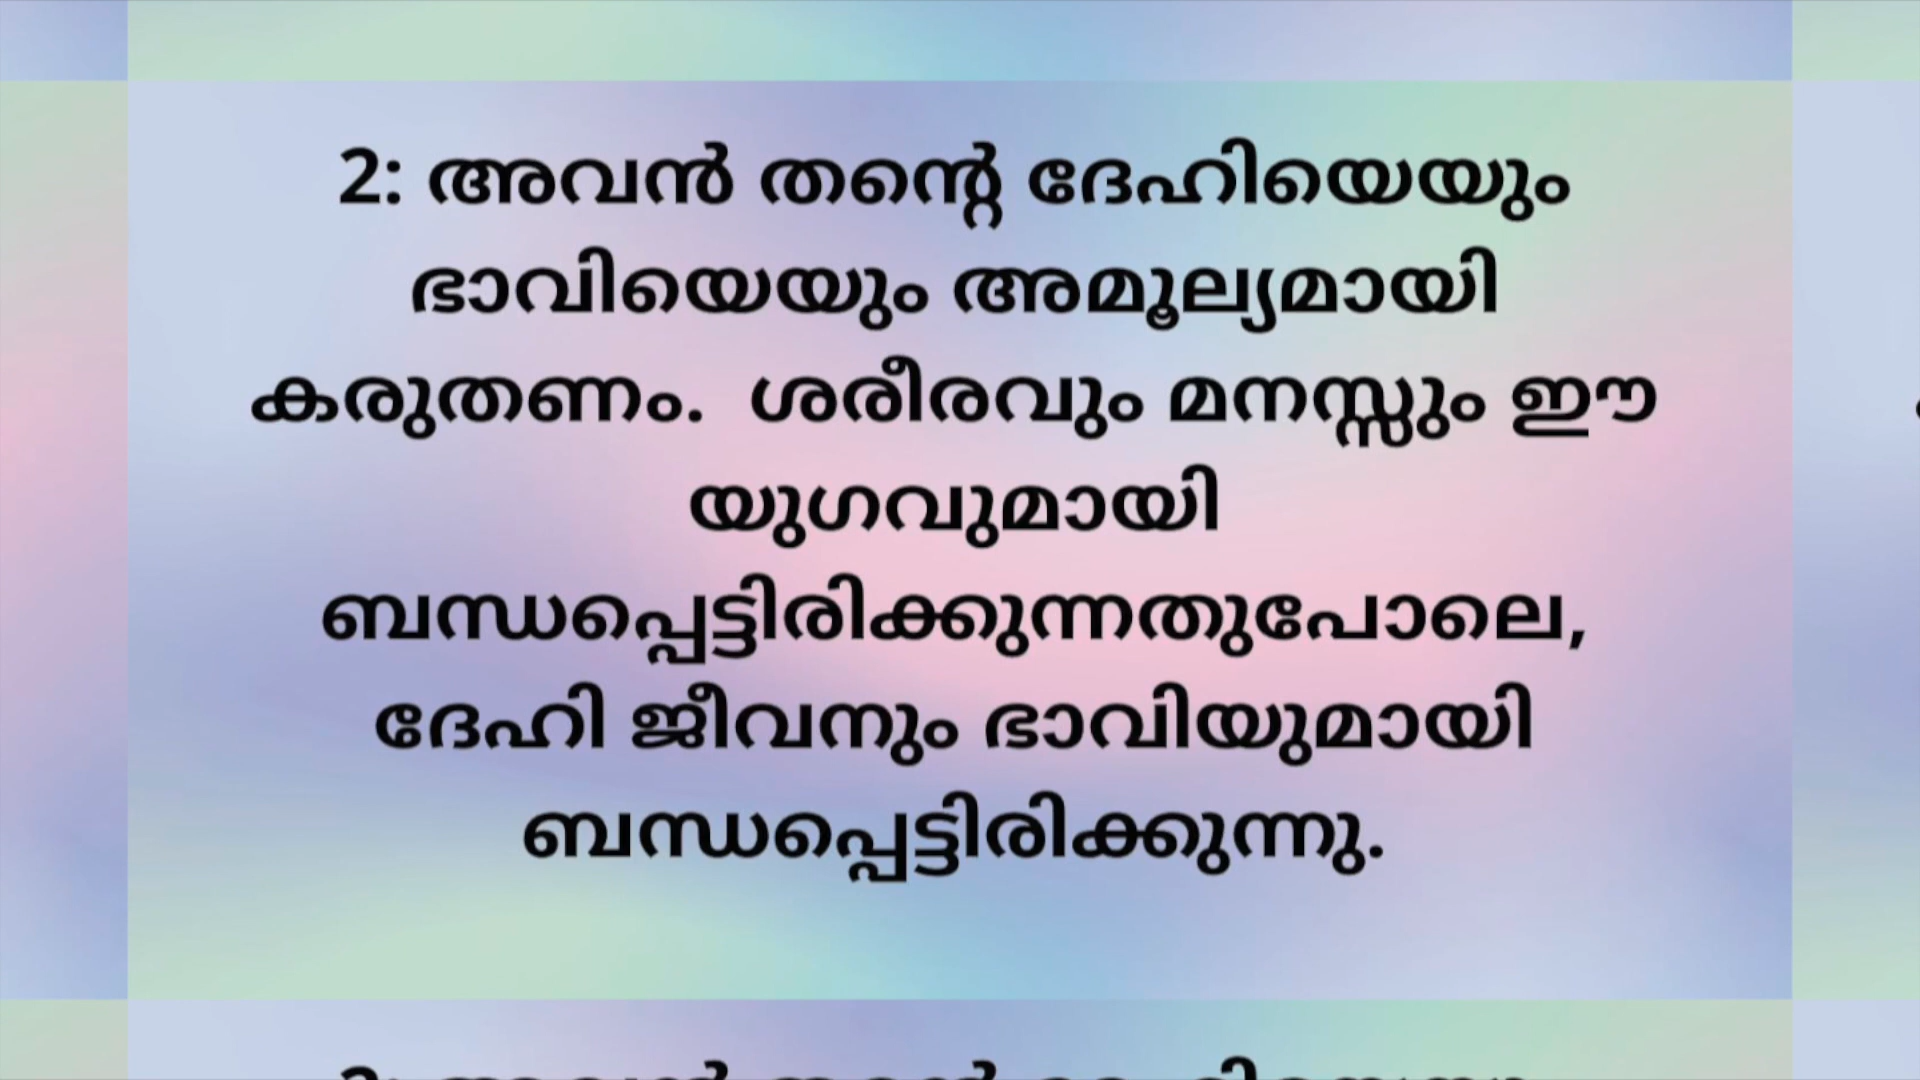 2: അവൻ തന്റെ ദേഹിയെയും
ഭാവിയെയും അമൂല്യമായി
കരുതണം. ശരീരവും മനസ്സും ഈ
യുഗവുമായി
ബന്ധപ്പെട്ടിരിക്കുന്നതുപോലെ,
ദേഹി ജീവനും ഭാവിയുമായി
ബന്ധപ്പെട്ടിരിക്കുന്നു.